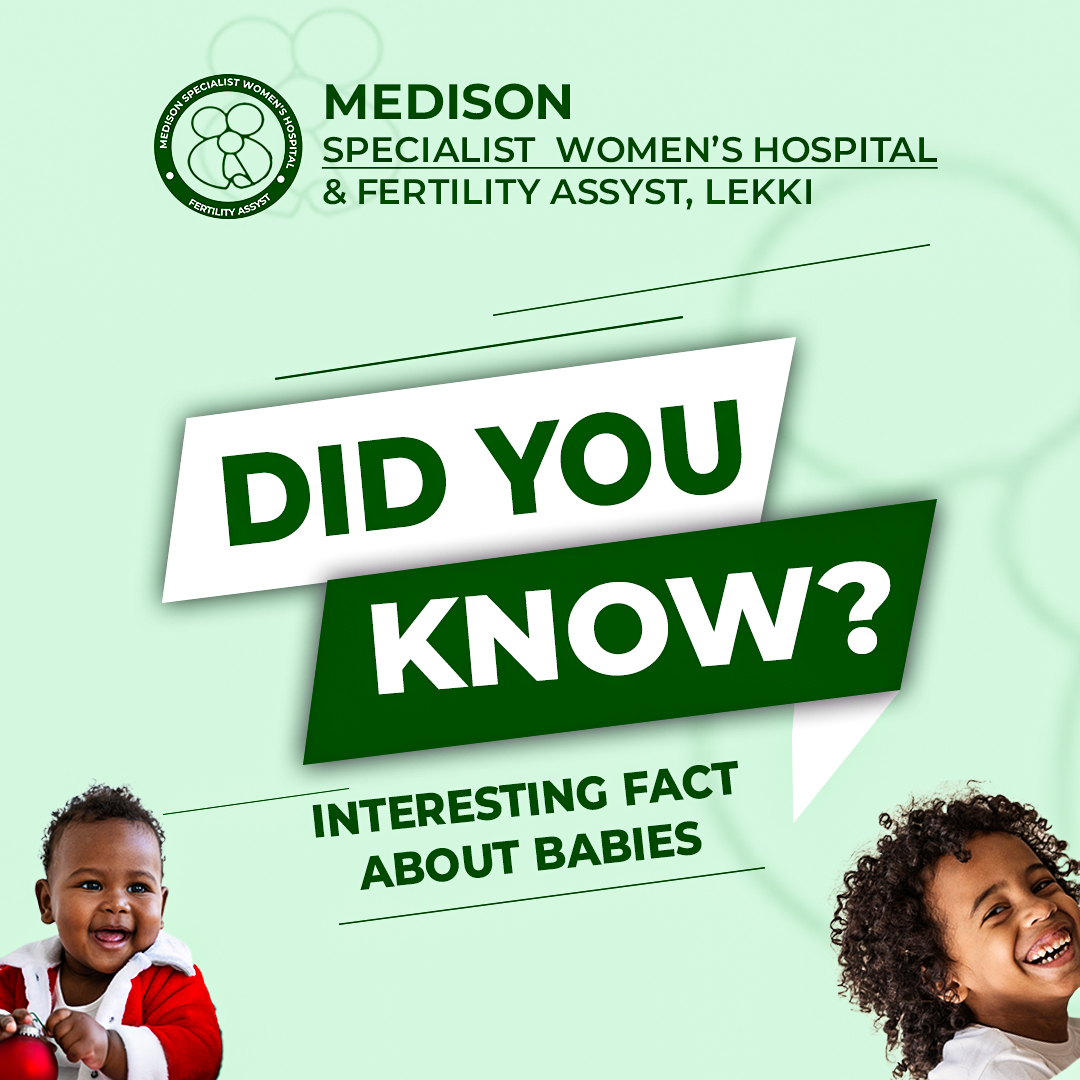 MEDISON SPECIALIST WOMEN'S HOSPITAL
FERTILITY ASSYST
MEDISON
SPECIALIST WOMEN'S HOSPITAL
& FERTILITY ASSYST, LEKKI
DID YOU
KNOW?
INTERESTING FACT
ABOUT BABIES